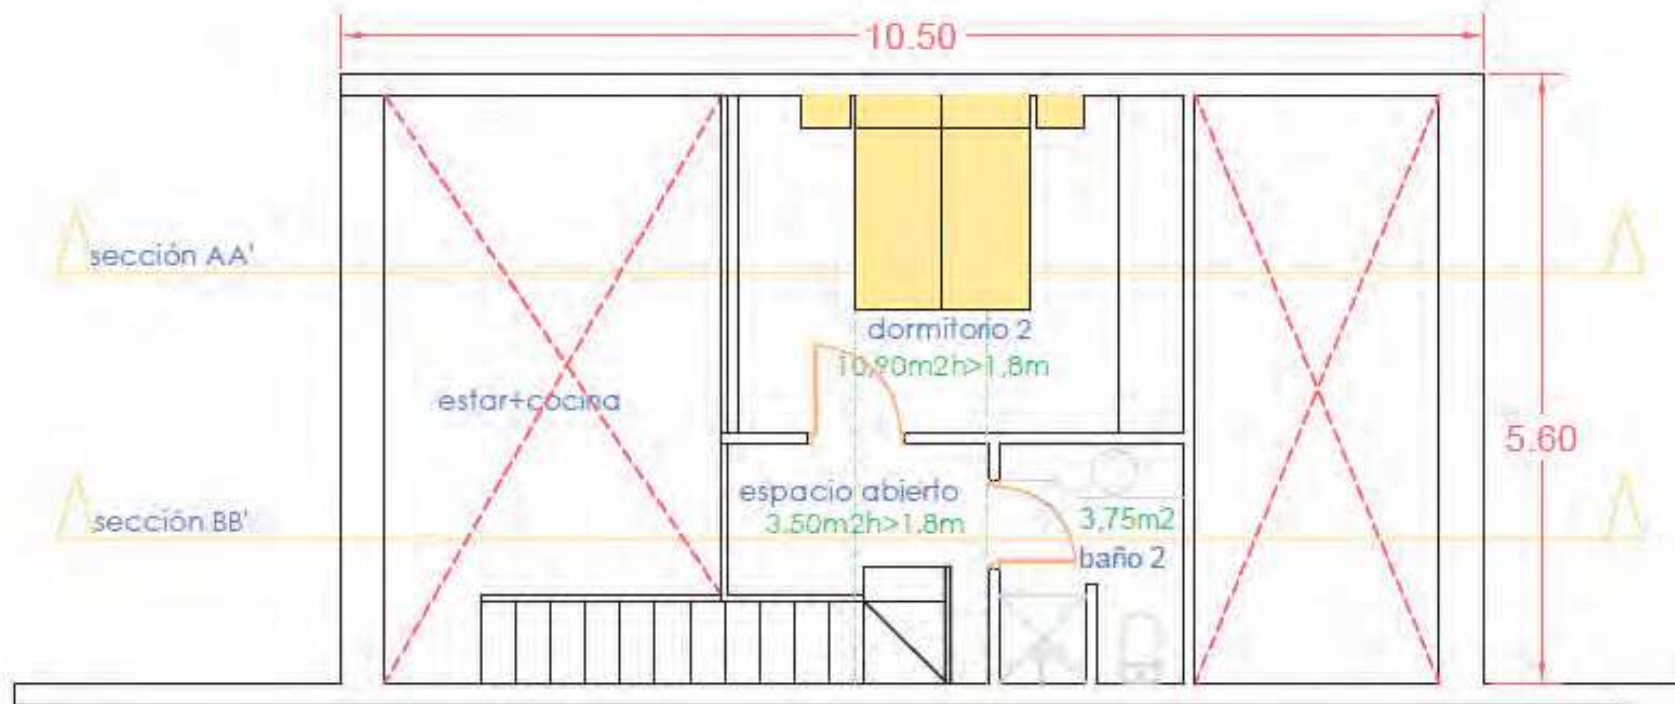 10.50
sección AA'
dormitorio 2
10,90m2h>1.8m
estar+cocina
5.60
espacio abierto
3.50m2h>1.8m
sección BB'
3,75m2
baño 2